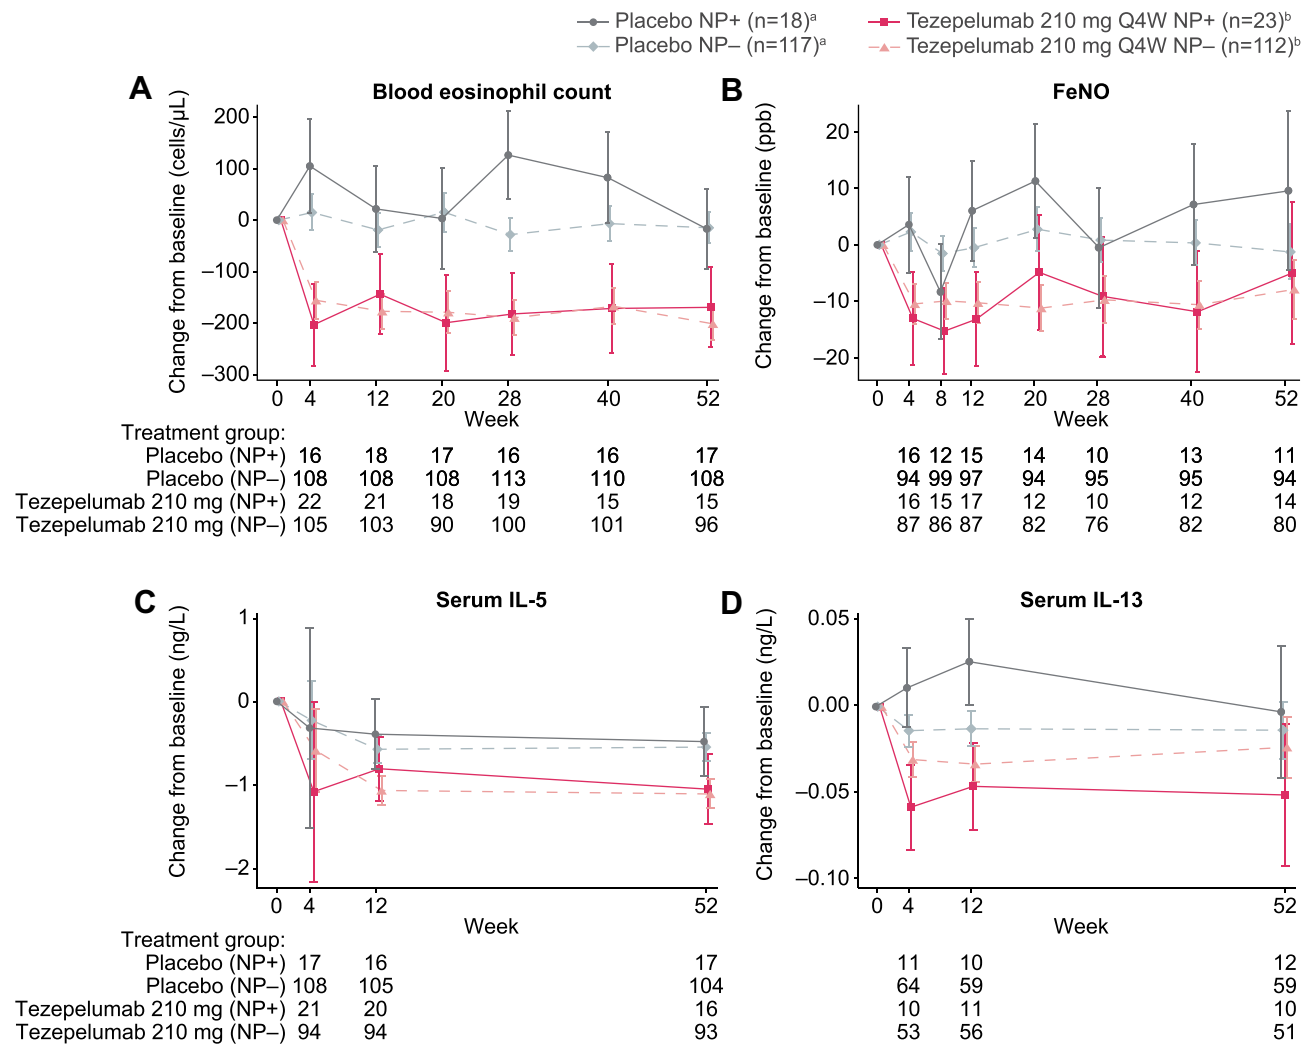 Placebo NP+ (n=18)ᵃ
Tezepelumab 210 mg Q4W NP+ (n=23)ᵇ
Placebo NP– (n=117)ᵃ
Tezepelumab 210 mg Q4W NP– (n=112)ᵇ
A
Blood eosinophil count
Change from baseline (cells/µL)
200
100
0
–100
–200
–300
0 4 12 20 28 40 52
Week
Treatment group:
Placebo (NP+) 16 18 17 16 16 17
Placebo (NP–) 108 108 108 113 110 108
Tezepelumab 210 mg (NP+) 22 21 18 19 15 15
Tezepelumab 210 mg (NP–) 105 103 90 100 101 96
B
FeNO
Change from baseline (ppb)
20
10
0
–10
–20
0 4 8 12 20 28 40 52
Week
16 12 15 14 10 13 11
94 99 97 94 95 95 94
16 15 17 12 10 12 14
87 86 87 82 76 82 80
C
Serum IL-5
Change from baseline (ng/L)
1
0
–1
–2
0 4 12 52
Week
Treatment group:
Placebo (NP+) 17 16 17
Placebo (NP–) 108 105 104
Tezepelumab 210 mg (NP+) 21 20 16
Tezepelumab 210 mg (NP–) 94 94 93
D
Serum IL-13
Change from baseline (ng/L)
0.05
0.00
–0.05
–0.10
0 4 12 52
Week
11 10 12
64 59 59
10 11 10
53 56 51